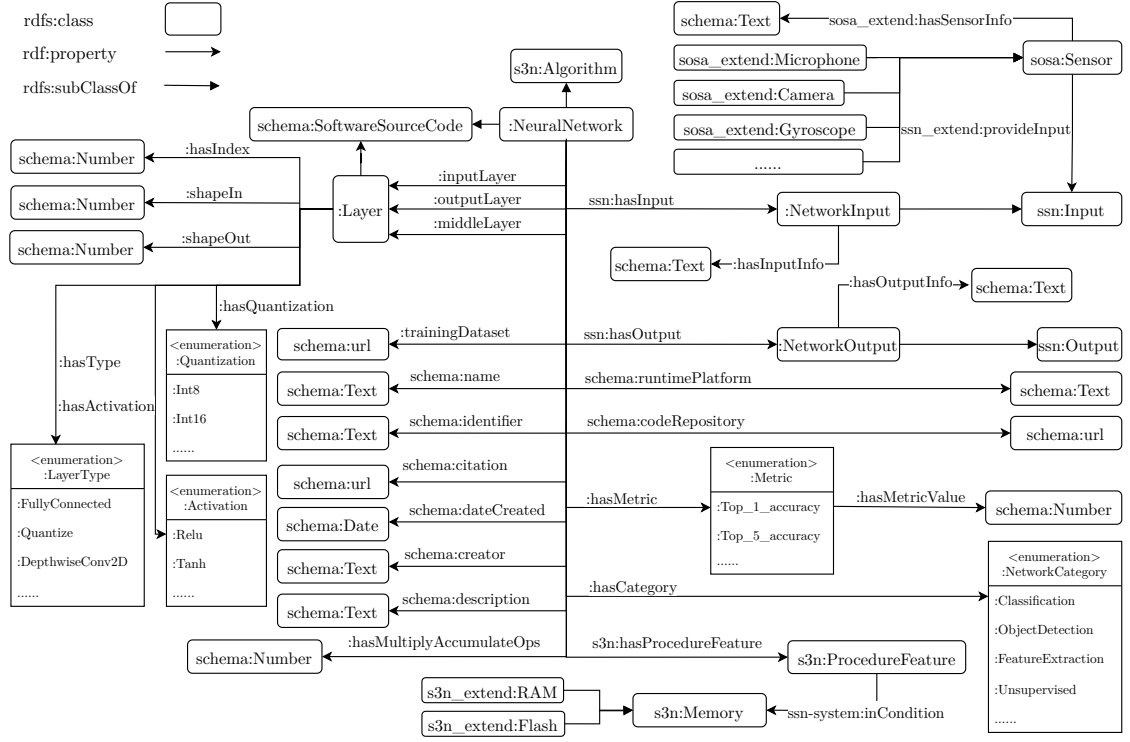 rdfs:class
rdf:property
rdfs:subClassOf
schema:Text
sosa_extend:hasSensorInfo
sosa_extend:Microphone
sosa:Sensor
sosa_extend:Camera
sosa_extend:Gyroscope
ssn_extend:provideInput
......
s3n:Algorithm
schema:SoftwareSourceCode
:NeuralNetwork
schema:Number
:hasIndex
schema:Number
:shapeIn
schema:Number
:shapeOut
:Layer
:inputLayer
:outputLayer
:middleLayer
ssn:hasInput
:NetworkInput
ssn:Input
schema:Text
:hasInputInfo
:hasOutputInfo
schema:Text
:hasQuantization
<enumeration>
:Quantization
:Int8
:Int16
......
:hasType
:hasActivation
schema:url
:trainingDataset
ssn:hasOutput
:NetworkOutput
ssn:Output
schema:Text
schema:name
schema:runtimePlatform
schema:Text
schema:Text
schema:identifier
schema:codeRepository
schema:url
<enumeration>
:LayerType
:FullyConnected
:Quantize
:DepthwiseConv2D
......
<enumeration>
:Activation
:Relu
:Tanh
......
schema:url
schema:citation
schema:Date
schema:dateCreated
schema:Text
schema:creator
schema:Text
schema:description
:hasMetric
<enumeration>
:Metric
:Top_1_accuracy
:Top_5_accuracy
......
:hasMetricValue
schema:Number
:hasCategory
<enumeration>
:NetworkCategory
:Classification
:ObjectDetection
:FeatureExtraction
:Unsupervised
......
schema:Number
:hasMultiplyAccumulateOps
s3n:hasProcedureFeature
s3n:ProcedureFeature
s3n_extend:RAM
s3n_extend:Flash
s3n:Memory
ssn-system:inCondition